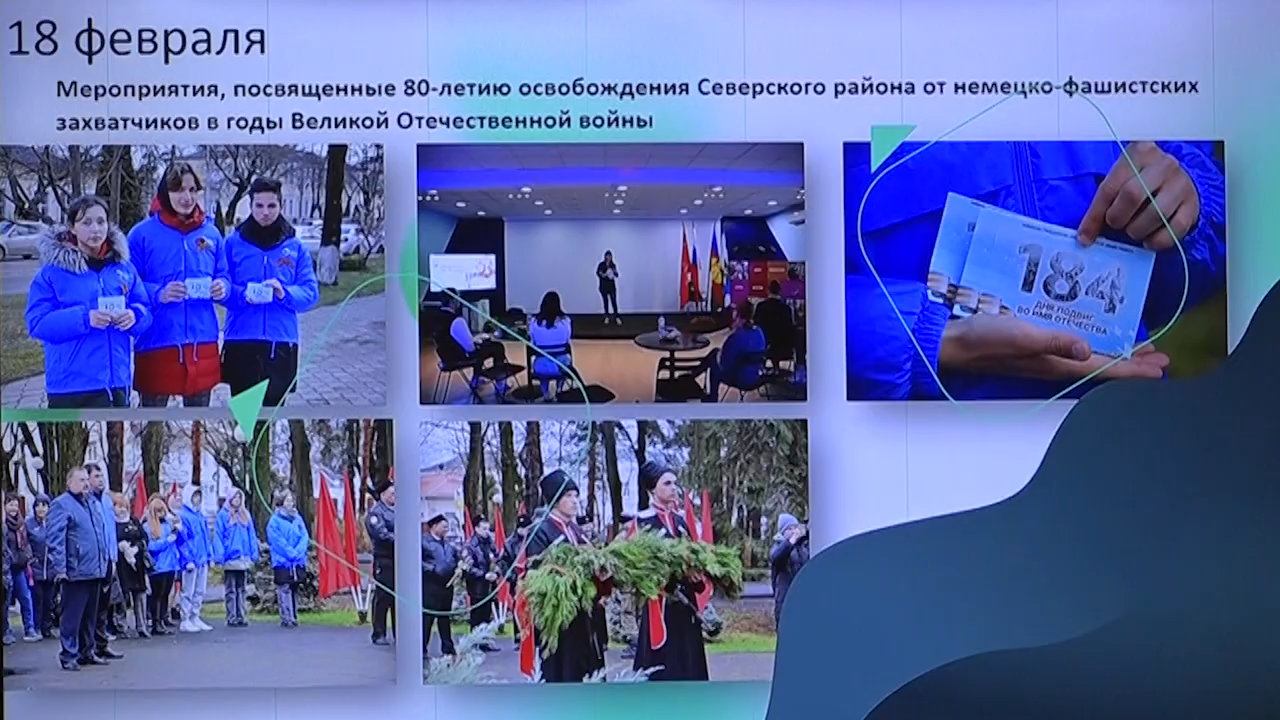 18 февраля
Мероприятия, посвященные 80-летию освобождения Северского района от немецко-фашистских
захватчиков в годы Великой Отечественной войны
184
ДНЯ ПОДВИГ
ВО ИМЯ ОТЕЧЕСТВА